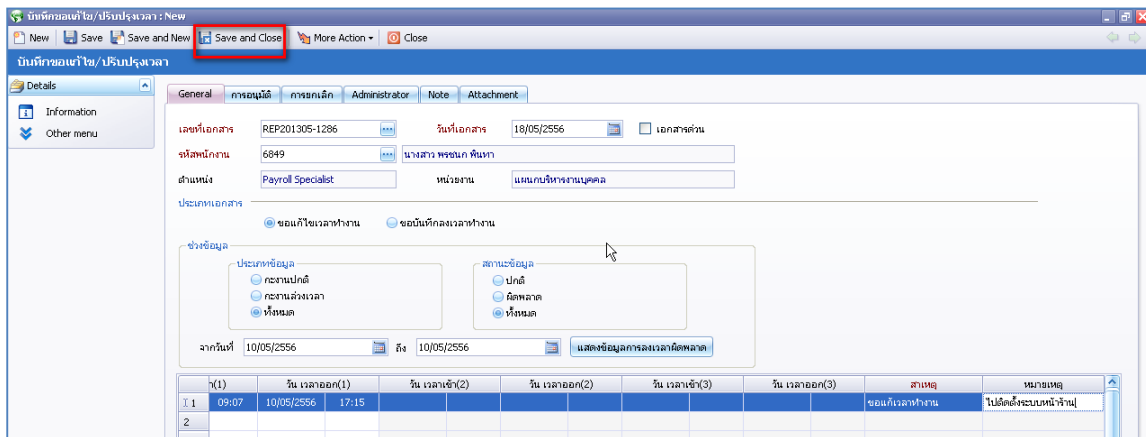 บันทึกขอแก้ไข/ปรับปรุงเวลา : New
New Save Save and New Save and Close More Action Close
บันทึกขอแก้ไข/ปรับปรุงเวลา
Details
Information
Other menu
General การอนุมัติ การยกเลิก Administrator Note Attachment
เลขที่เอกสาร REP201305-1286 วันที่เอกสาร 18/05/2556 เอกสารด่วน
รหัสพนักงาน 6849 นางสาว พรชนก พันทา
ตำแหน่ง Payroll Specialist หน่วยงาน แผนกบริหารงานบุคคล
ประเภทเอกสาร
ขอแก้ไขเวลาทำงาน ขอบันทึกลงเวลาทำงาน
ช่วงข้อมูล
ประเภทข้อมูล สถานะข้อมูล
กะงานปกติ ปกติ
กะงานล่วงเวลา ผิดพลาด
ทั้งหมด ทั้งหมด
จากวันที่ 10/05/2556 ถึง 10/05/2556 แสดงข้อมูลการลงเวลาผิดพลาด
(1) วัน เวลาออก(1) วัน เวลาเข้า(2) วัน เวลาออก(2) วัน เวลาเข้า(3) วัน เวลาออก(3) สาเหตุ หมายเหตุ
1 09:07 10/05/2556 17:15 ขอแก้เวลาทำงาน ไปติดตั้งระบบหน้าร้าน
2